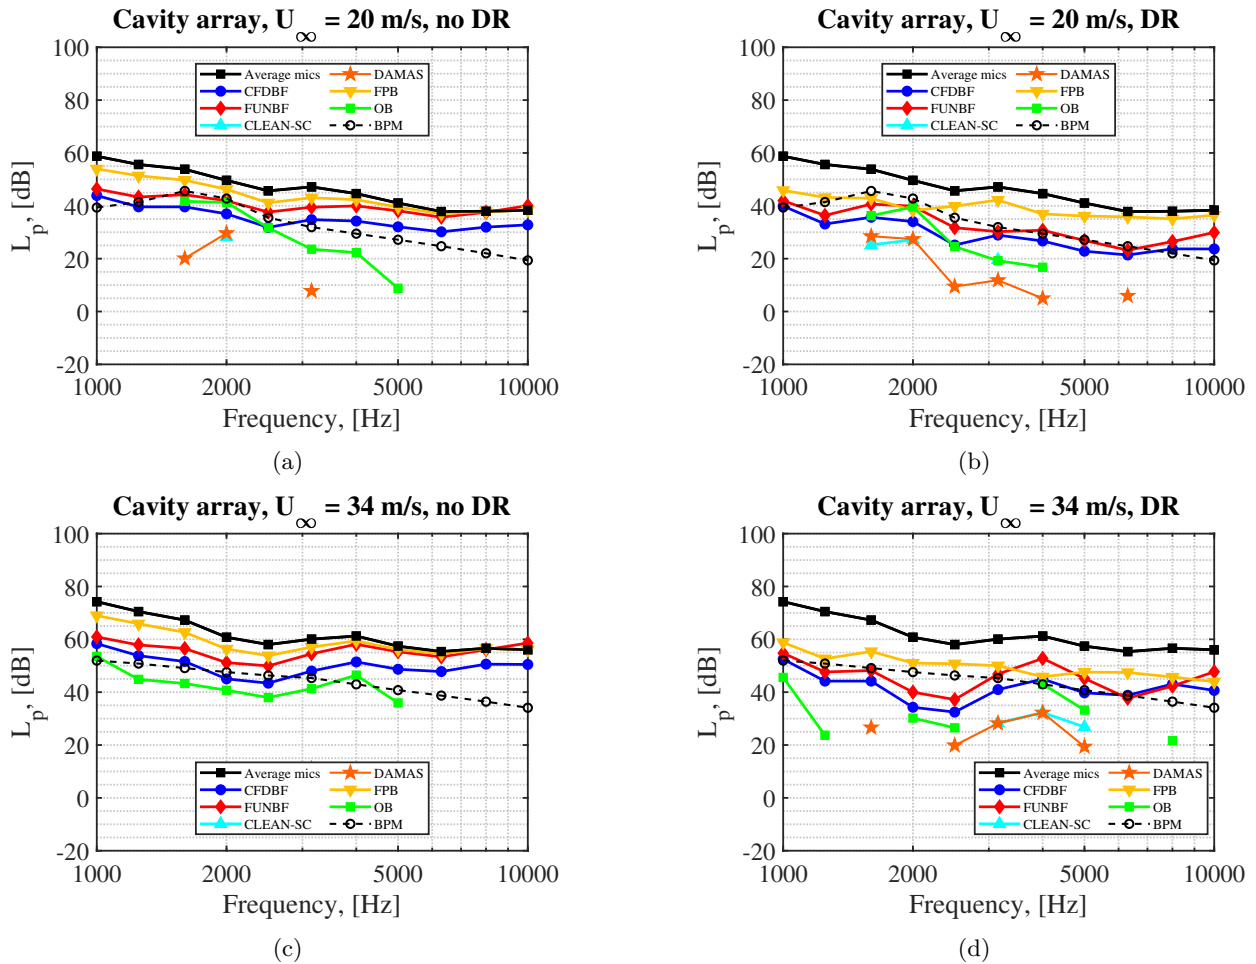 Cavity array, U∞ = 20 m/s, no DR
100
80
60
40
20
0
-20
L_p, [dB]
Average mics
CFDBF
FUNBF
CLEAN-SC
DAMAS
FPB
OB
BPM
1000
2000
5000
10000
Frequency, [Hz]
(a)
Cavity array, U∞ = 20 m/s, DR
100
80
60
40
20
0
-20
L_p, [dB]
Average mics
CFDBF
FUNBF
CLEAN-SC
DAMAS
FPB
OB
BPM
1000
2000
5000
10000
Frequency, [Hz]
(b)
Cavity array, U∞ = 34 m/s, no DR
100
80
60
40
20
0
-20
L_p, [dB]
Average mics
CFDBF
FUNBF
CLEAN-SC
DAMAS
FPB
OB
BPM
1000
2000
5000
10000
Frequency, [Hz]
(c)
Cavity array, U∞ = 34 m/s, DR
100
80
60
40
20
0
-20
L_p, [dB]
Average mics
CFDBF
FUNBF
CLEAN-SC
DAMAS
FPB
OB
BPM
1000
2000
5000
10000
Frequency, [Hz]
(d)